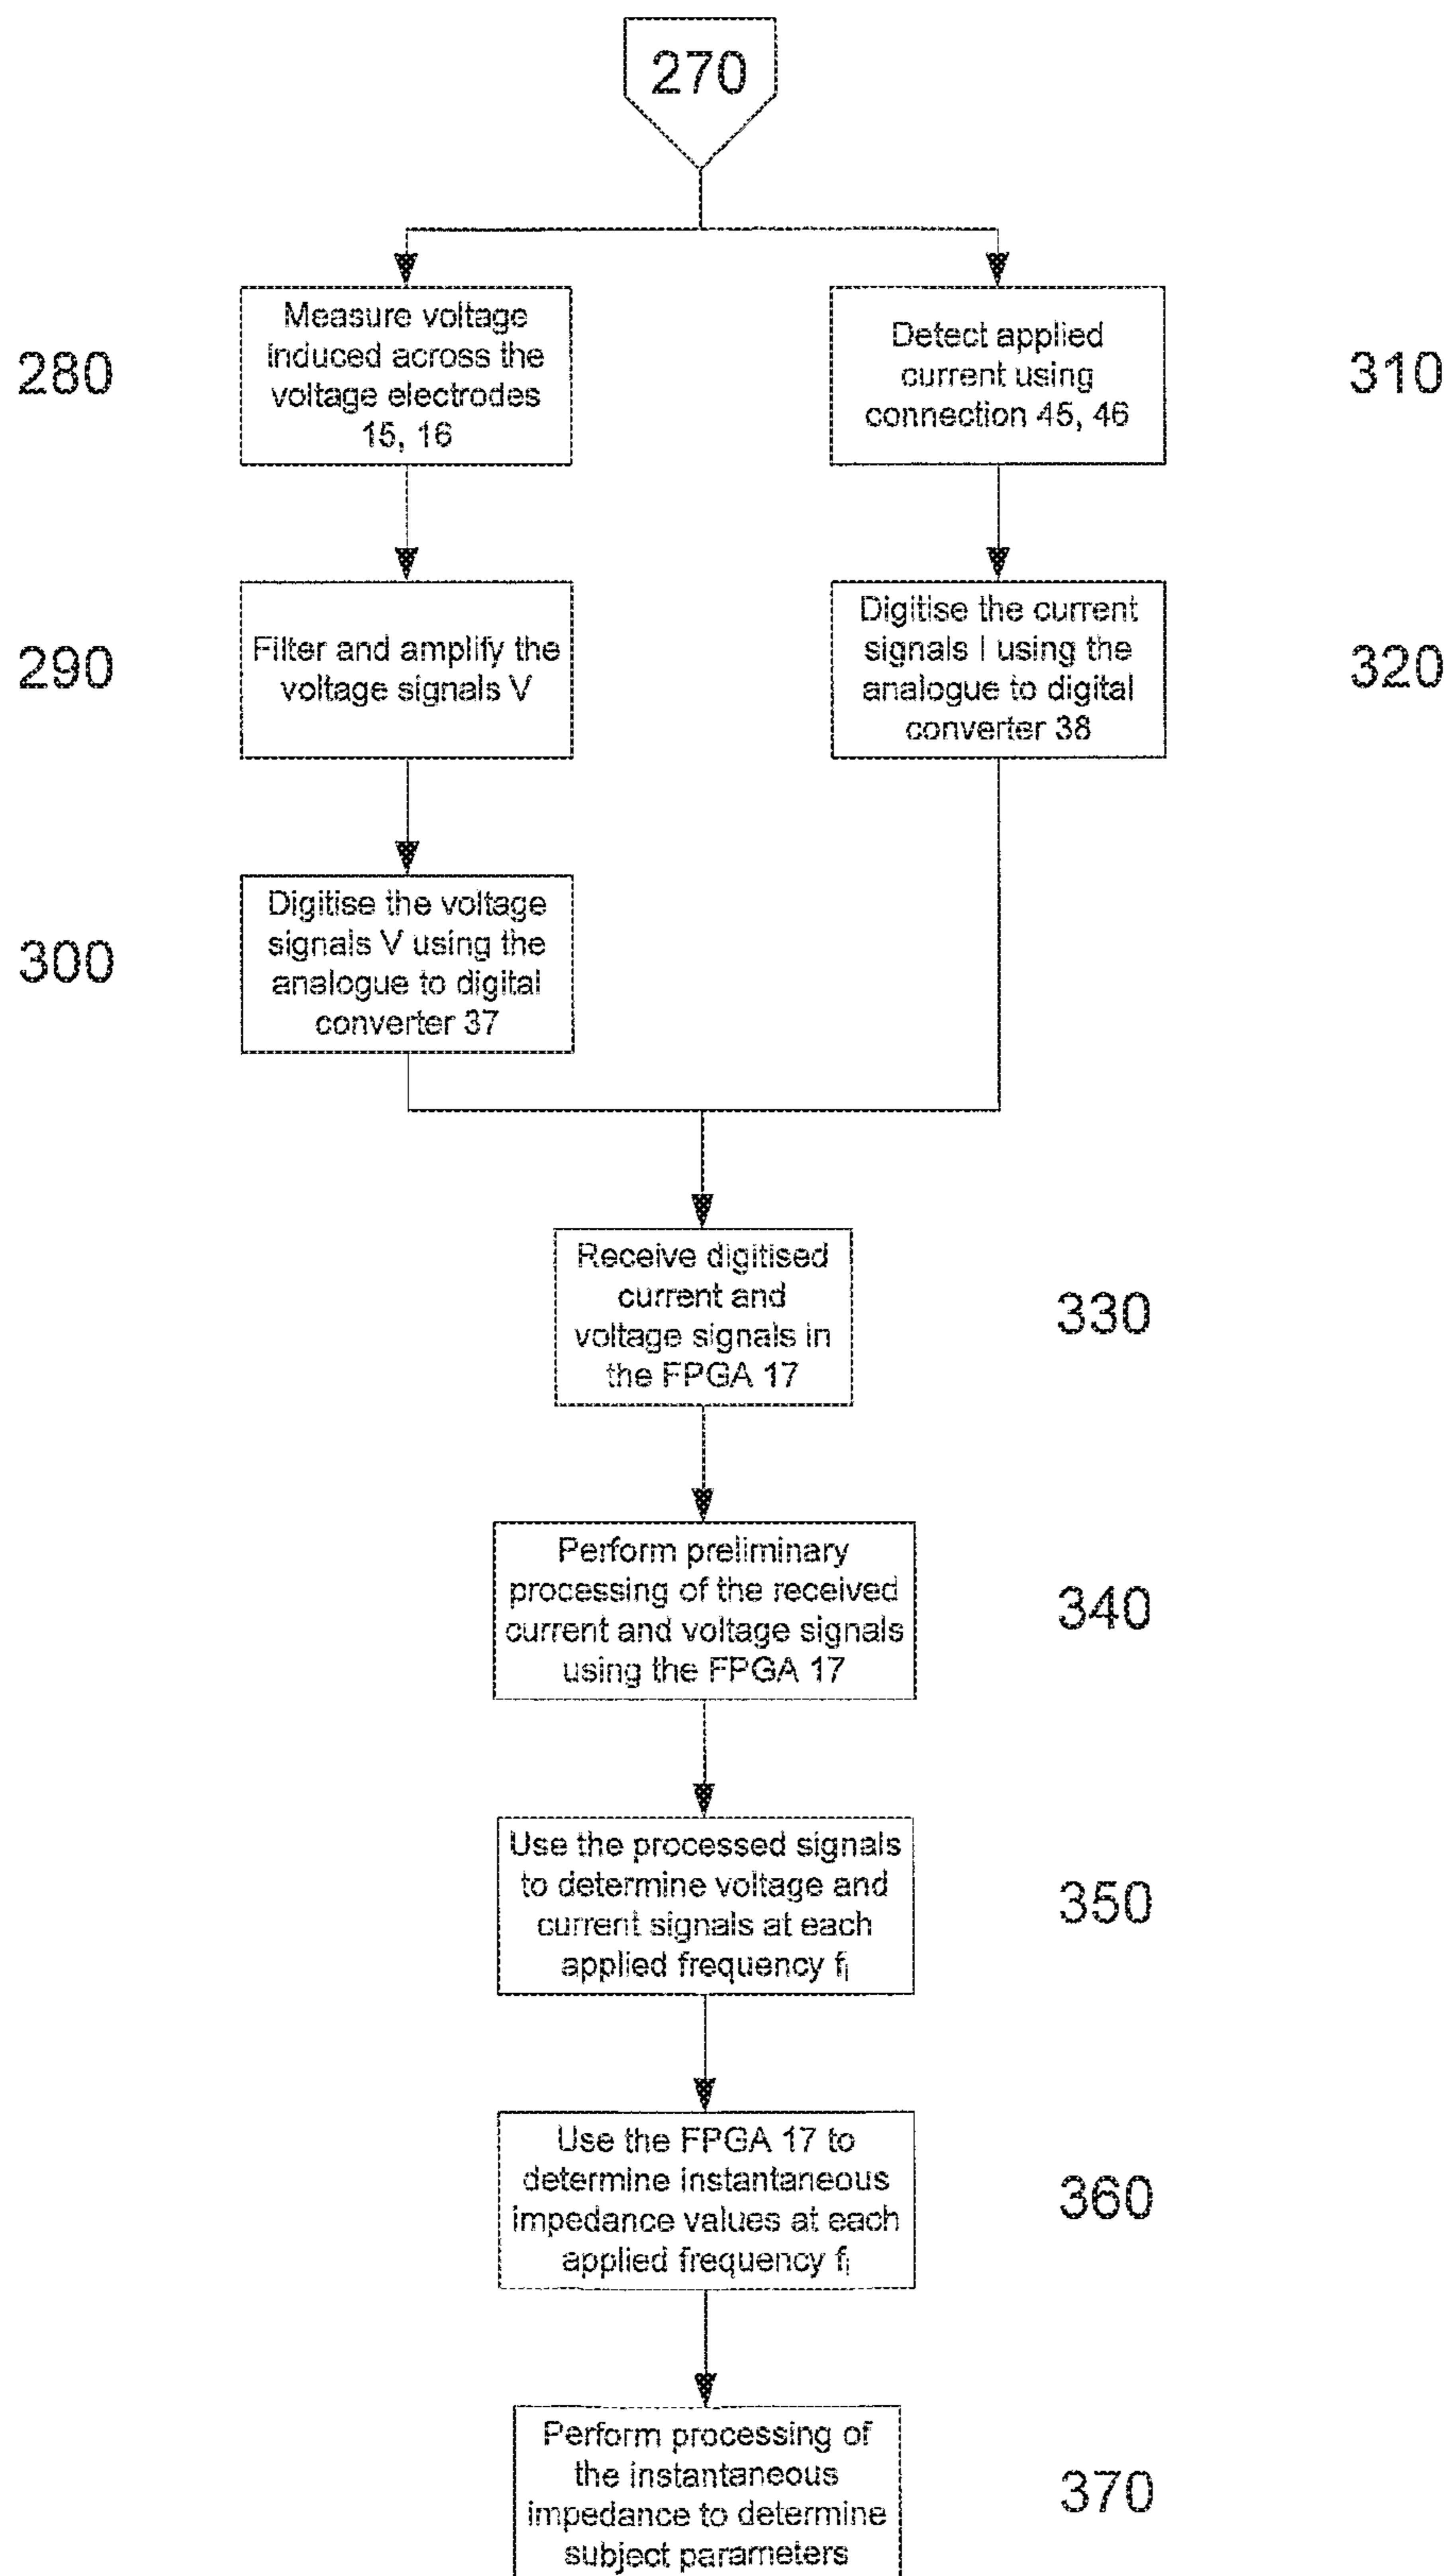 270
280
Measure voltage
induced across the
voltage electrodes
15, 16
Detect applied
current using
connection 45, 46
310
290
Filter and amplify the
voltage signals V
Digitise the current
signals I using the
analogue to digital
converter 38
320
300
Digitise the voltage
signals V using the
analogue to digital
converter 37
Receive digitised
current and
voltage signals in
the FPGA 17
330
Perform preliminary
processing of the received
current and voltage signals
using the FPGA 17
340
Use the processed signals
to determine voltage and
current signals at each
applied frequency fᵢ
350
Use the FPGA 17 to
determine instantaneous
impedance values at each
applied frequency fᵢ
360
Perform processing of
the instantaneous
impedance to determine
subject parameters
370